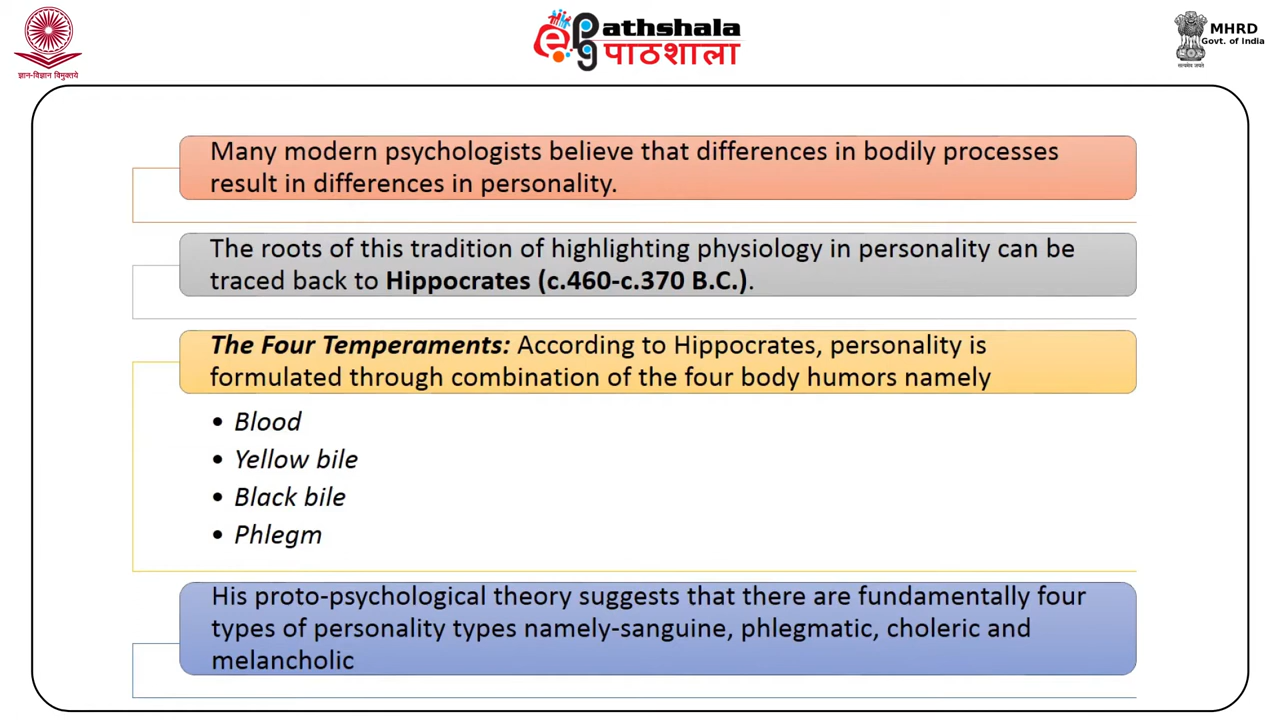 ज्ञान-विज्ञान विमुक्तये
ePathshala
पाठशाला
MHRD
Govt. of India
सत्यमेव जयते
Many modern psychologists believe that differences in bodily processes
result in differences in personality.
The roots of this tradition of highlighting physiology in personality can be
traced back to Hippocrates (c.460-c.370 B.C.).
The Four Temperaments: According to Hippocrates, personality is
formulated through combination of the four body humors namely
• Blood
• Yellow bile
• Black bile
• Phlegm
His proto-psychological theory suggests that there are fundamentally four
types of personality types namely-sanguine, phlegmatic, choleric and
melancholic